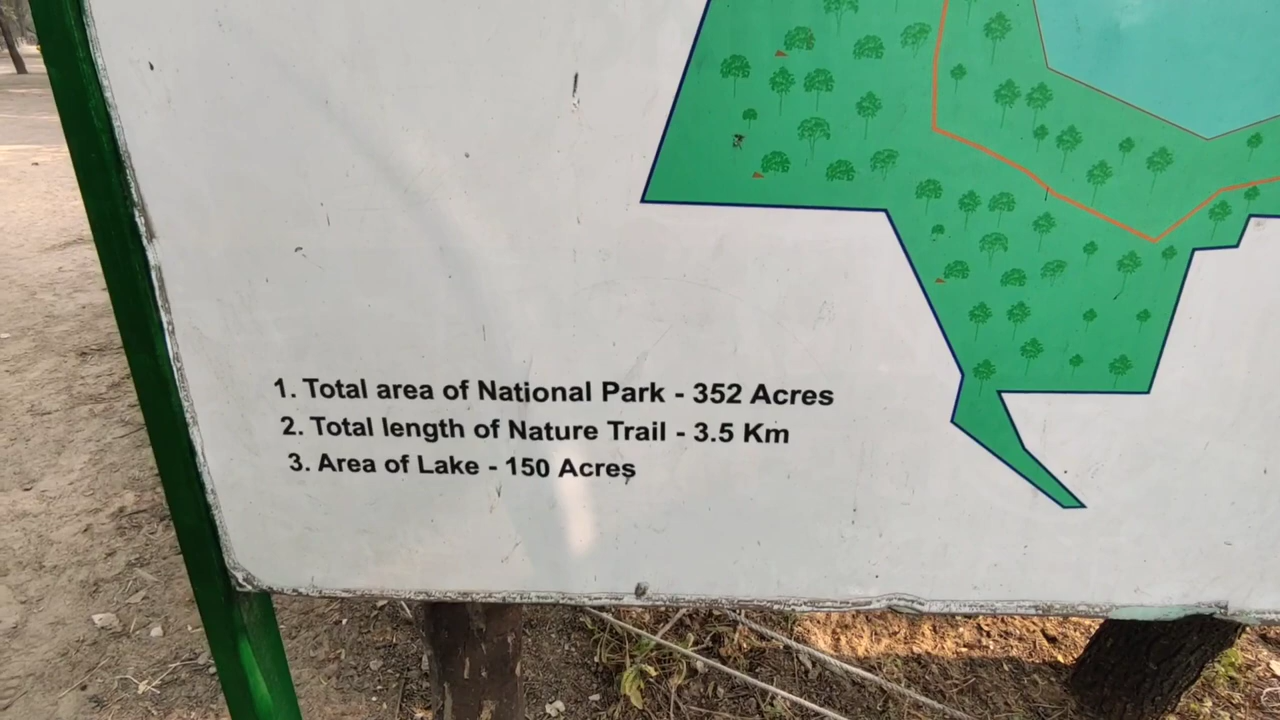 1. Total area of National Park - 352 Acres
2. Total length of Nature Trail - 3.5 Km
3. Area of Lake - 150 Acres